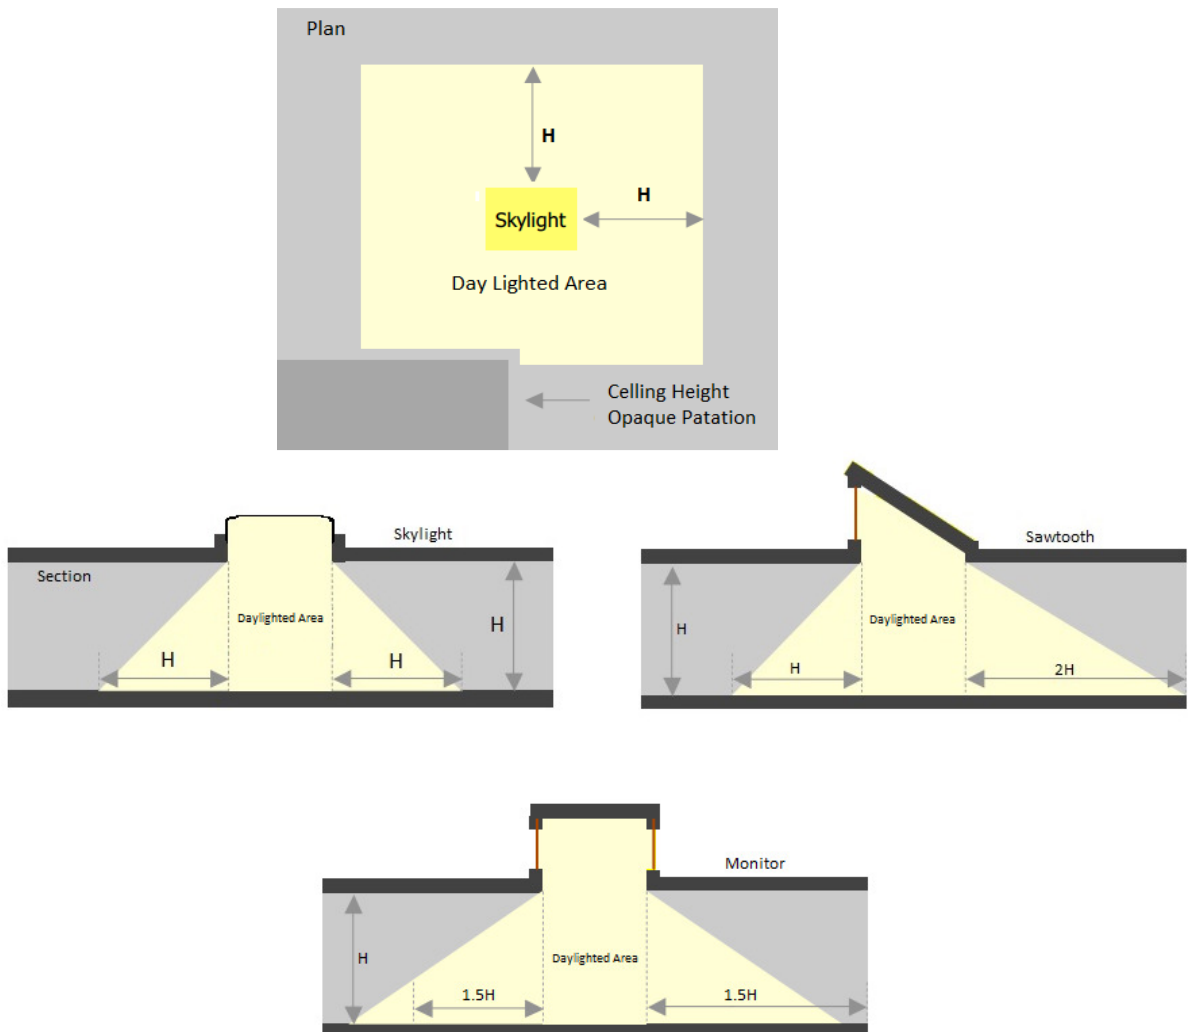 Plan
H
H
Skylight
Day Lighted Area
Celling Height
Opaque Patation
Skylight
Section
Daylighted Area
H
H
H
Sawtooth
H
Daylighted Area
H
2H
Monitor
H
Daylighted Area
1.5H
1.5H